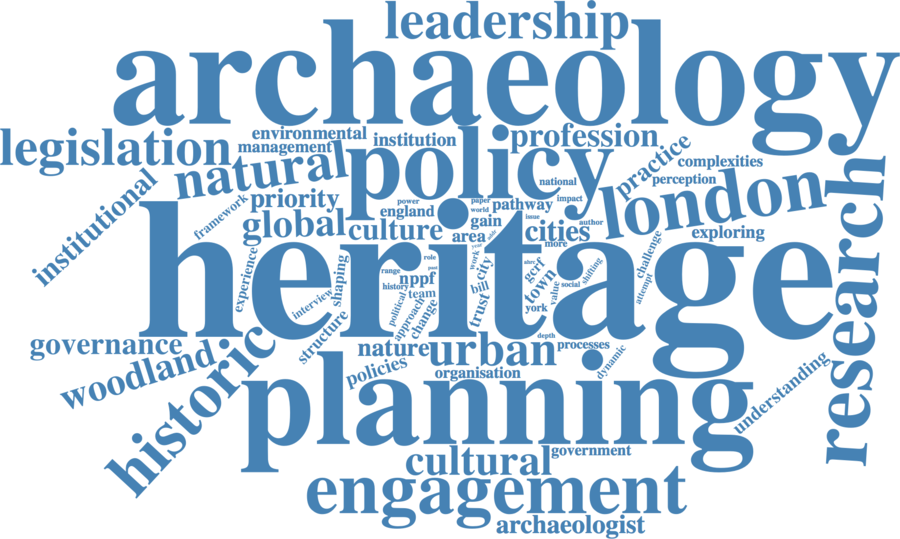 leadership
archaeology
legislation
environmental
management
institution
profession
natural
policy
practice
complexities
perception
national
institutional
framework
priority
power
england
paper
world
pathway
impact
london
research
global
culture
gain
area
issue
author
cities
more
exploring
heritage
experience
shaping
interview
structure
range
role
past
history
nppf
political
team
approach
change
work
year
city
bill
trust
ahrc
gcrf
town
york
value
social
shifting
challenge
attempt
depth
processes
dynamic
governance
woodland
historic
nature
urban
policies
organisation
planning
understanding
cultural
government
engagement
archaeologist